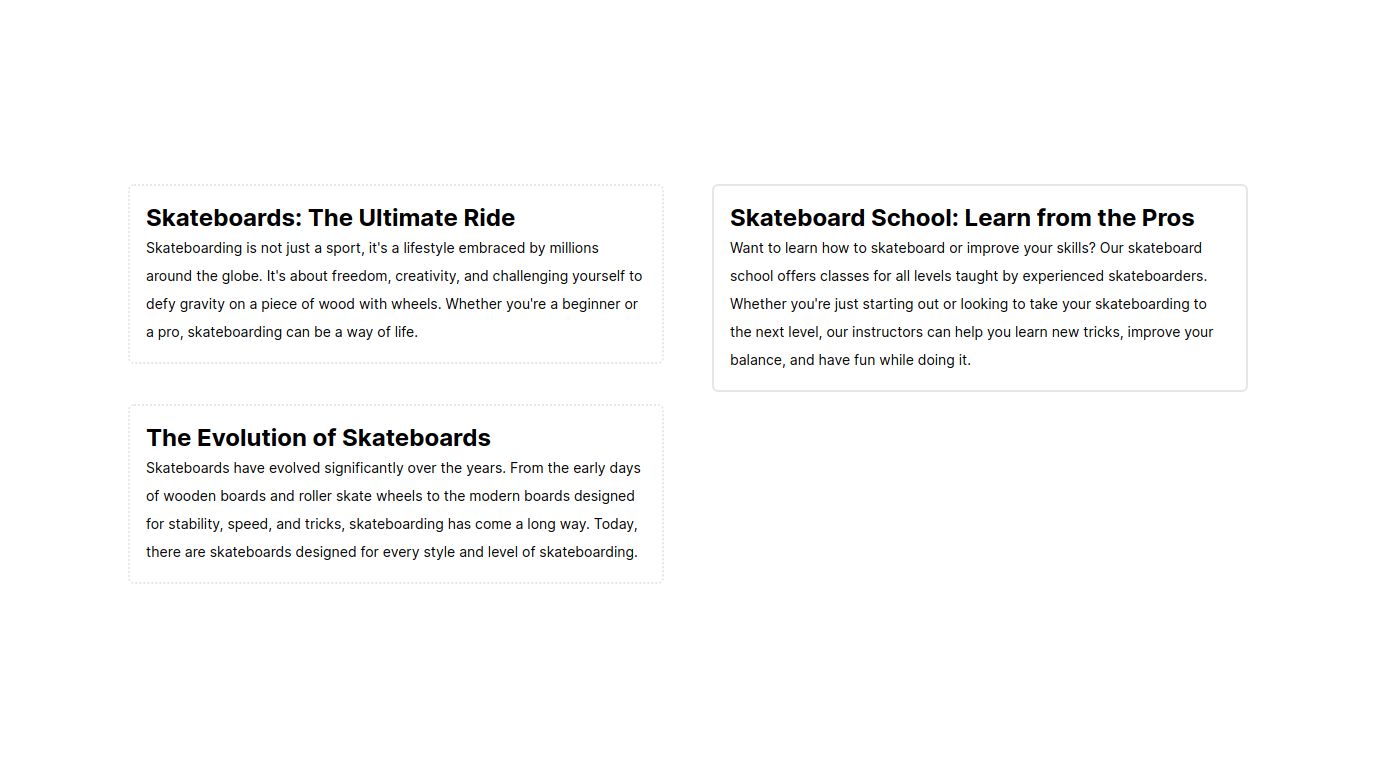 Skateboards: The Ultimate Ride
Skateboarding is not just a sport, it's a lifestyle embraced by millions
around the globe. It's about freedom, creativity, and challenging yourself to
defy gravity on a piece of wood with wheels. Whether you're a beginner or
a pro, skateboarding can be a way of life.
The Evolution of Skateboards
Skateboards have evolved significantly over the years. From the early days
of wooden boards and roller skate wheels to the modern boards designed
for stability, speed, and tricks, skateboarding has come a long way. Today,
there are skateboards designed for every style and level of skateboarding.
Skateboard School: Learn from the Pros
Want to learn how to skateboard or improve your skills? Our skateboard
school offers classes for all levels taught by experienced skateboarders.
Whether you're just starting out or looking to take your skateboarding to
the next level, our instructors can help you learn new tricks, improve your
balance, and have fun while doing it.